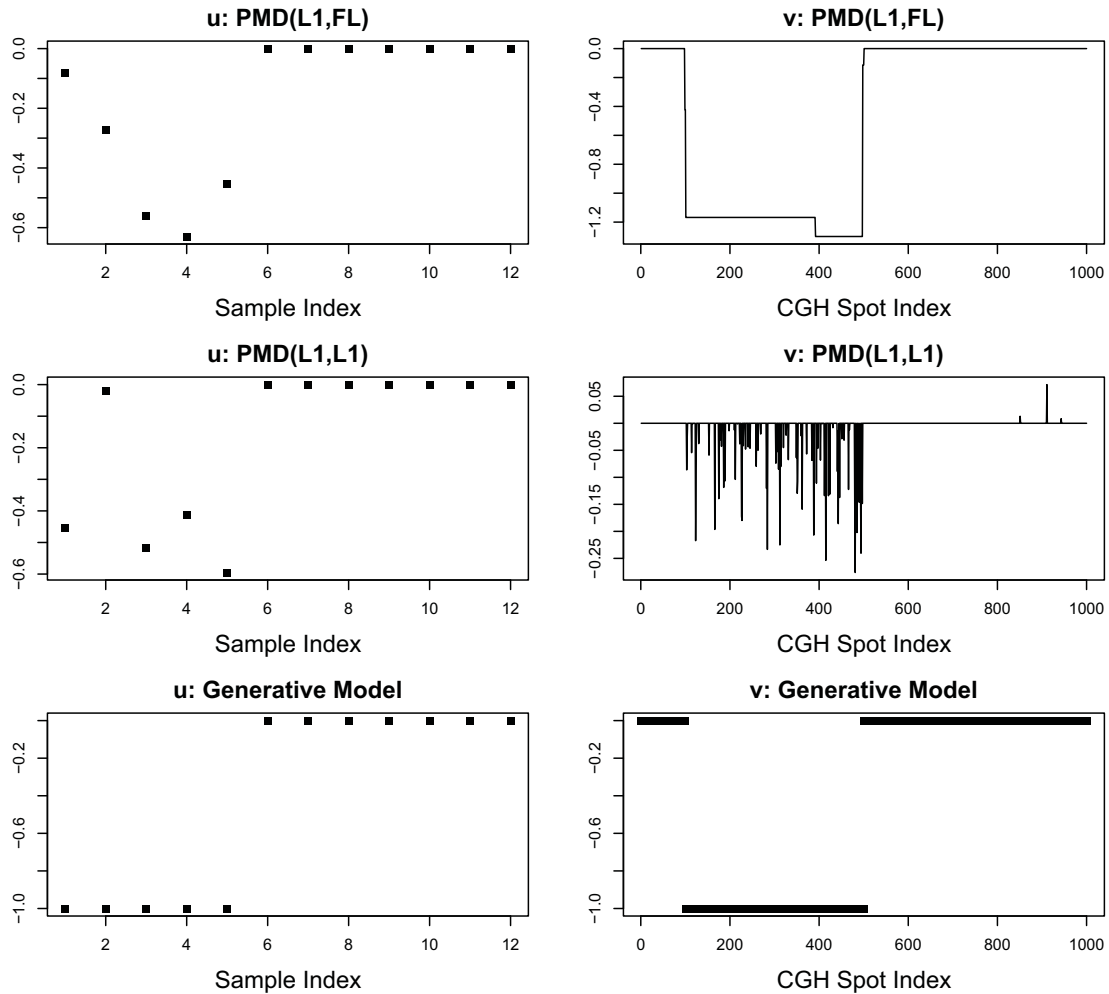 u: PMD(L1,FL)
0.0
−0.2
−0.4
−0.6
2 4 6 8 10 12
Sample Index
v: PMD(L1,FL)
0.0
−0.4
−0.8
−1.2
0 200 400 600 800 1000
CGH Spot Index
u: PMD(L1,L1)
0.0
−0.2
−0.4
−0.6
2 4 6 8 10 12
Sample Index
v: PMD(L1,L1)
0.05
−0.05
−0.15
−0.25
0 200 400 600 800 1000
CGH Spot Index
u: Generative Model
−0.2
−0.6
−1.0
2 4 6 8 10 12
Sample Index
v: Generative Model
−0.2
−0.6
−1.0
0 200 400 600 800 1000
CGH Spot Index